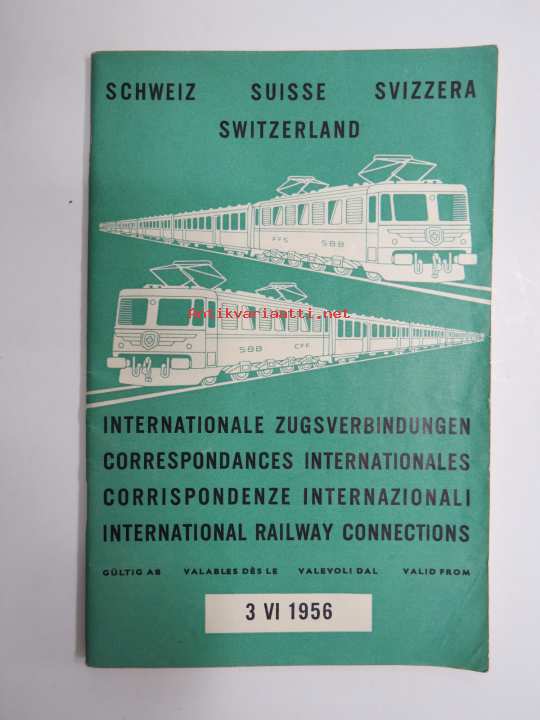 SCHWEIZ SUISSE SVIZZERA
SWITZERLAND
FFS SBB
Antikvariaatti.net
SBB CFF
INTERNATIONALE ZUGSVERBINDUNGEN
CORRESPONDANCES INTERNATIONALES
CORRISPONDENZE INTERNAZIONALI
INTERNATIONAL RAILWAY CONNECTIONS
GÜLTIG AB VALABLES DÈS LE VALEVOLI DAL VALID FROM
3 VI 1956